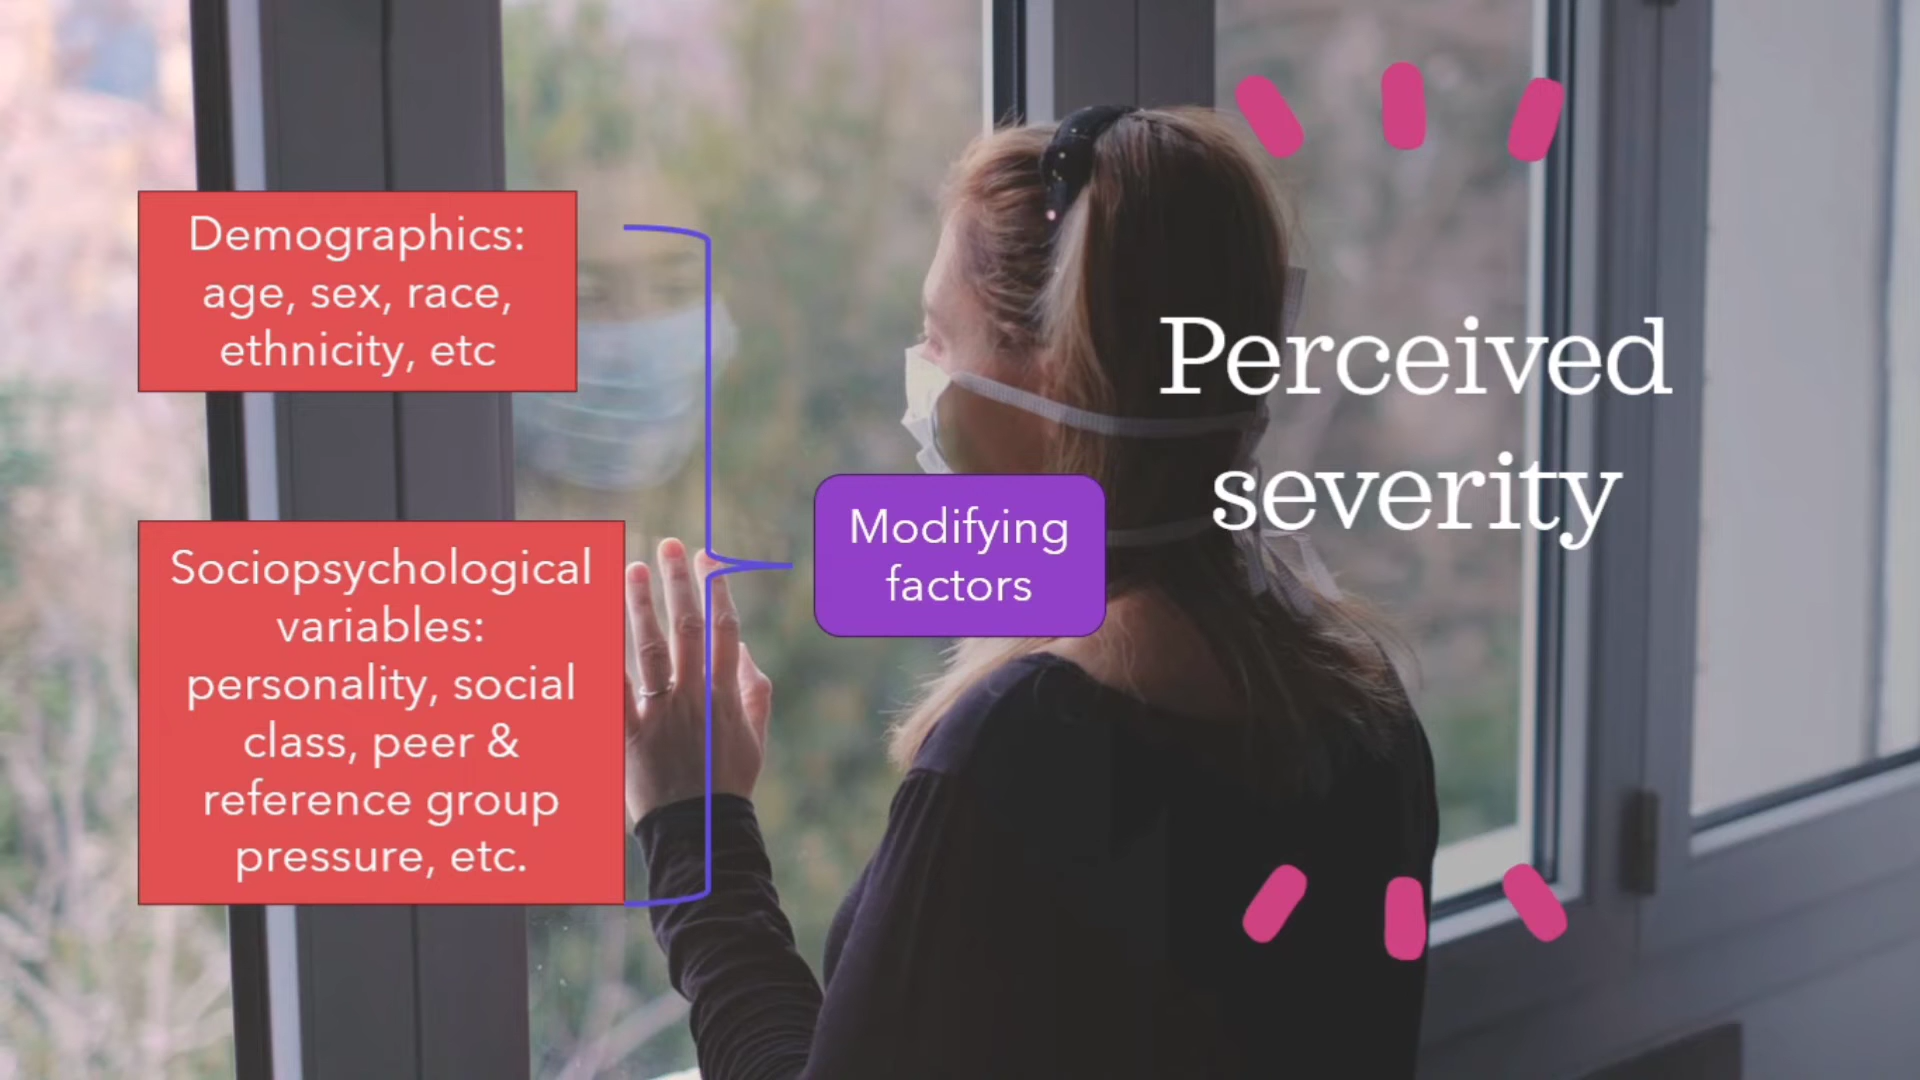 Demographics:
age, sex, race,
ethnicity, etc
Sociopsychological
variables:
personality, social
class, peer &
reference group
pressure, etc.
Modifying
factors
Perceived
severity